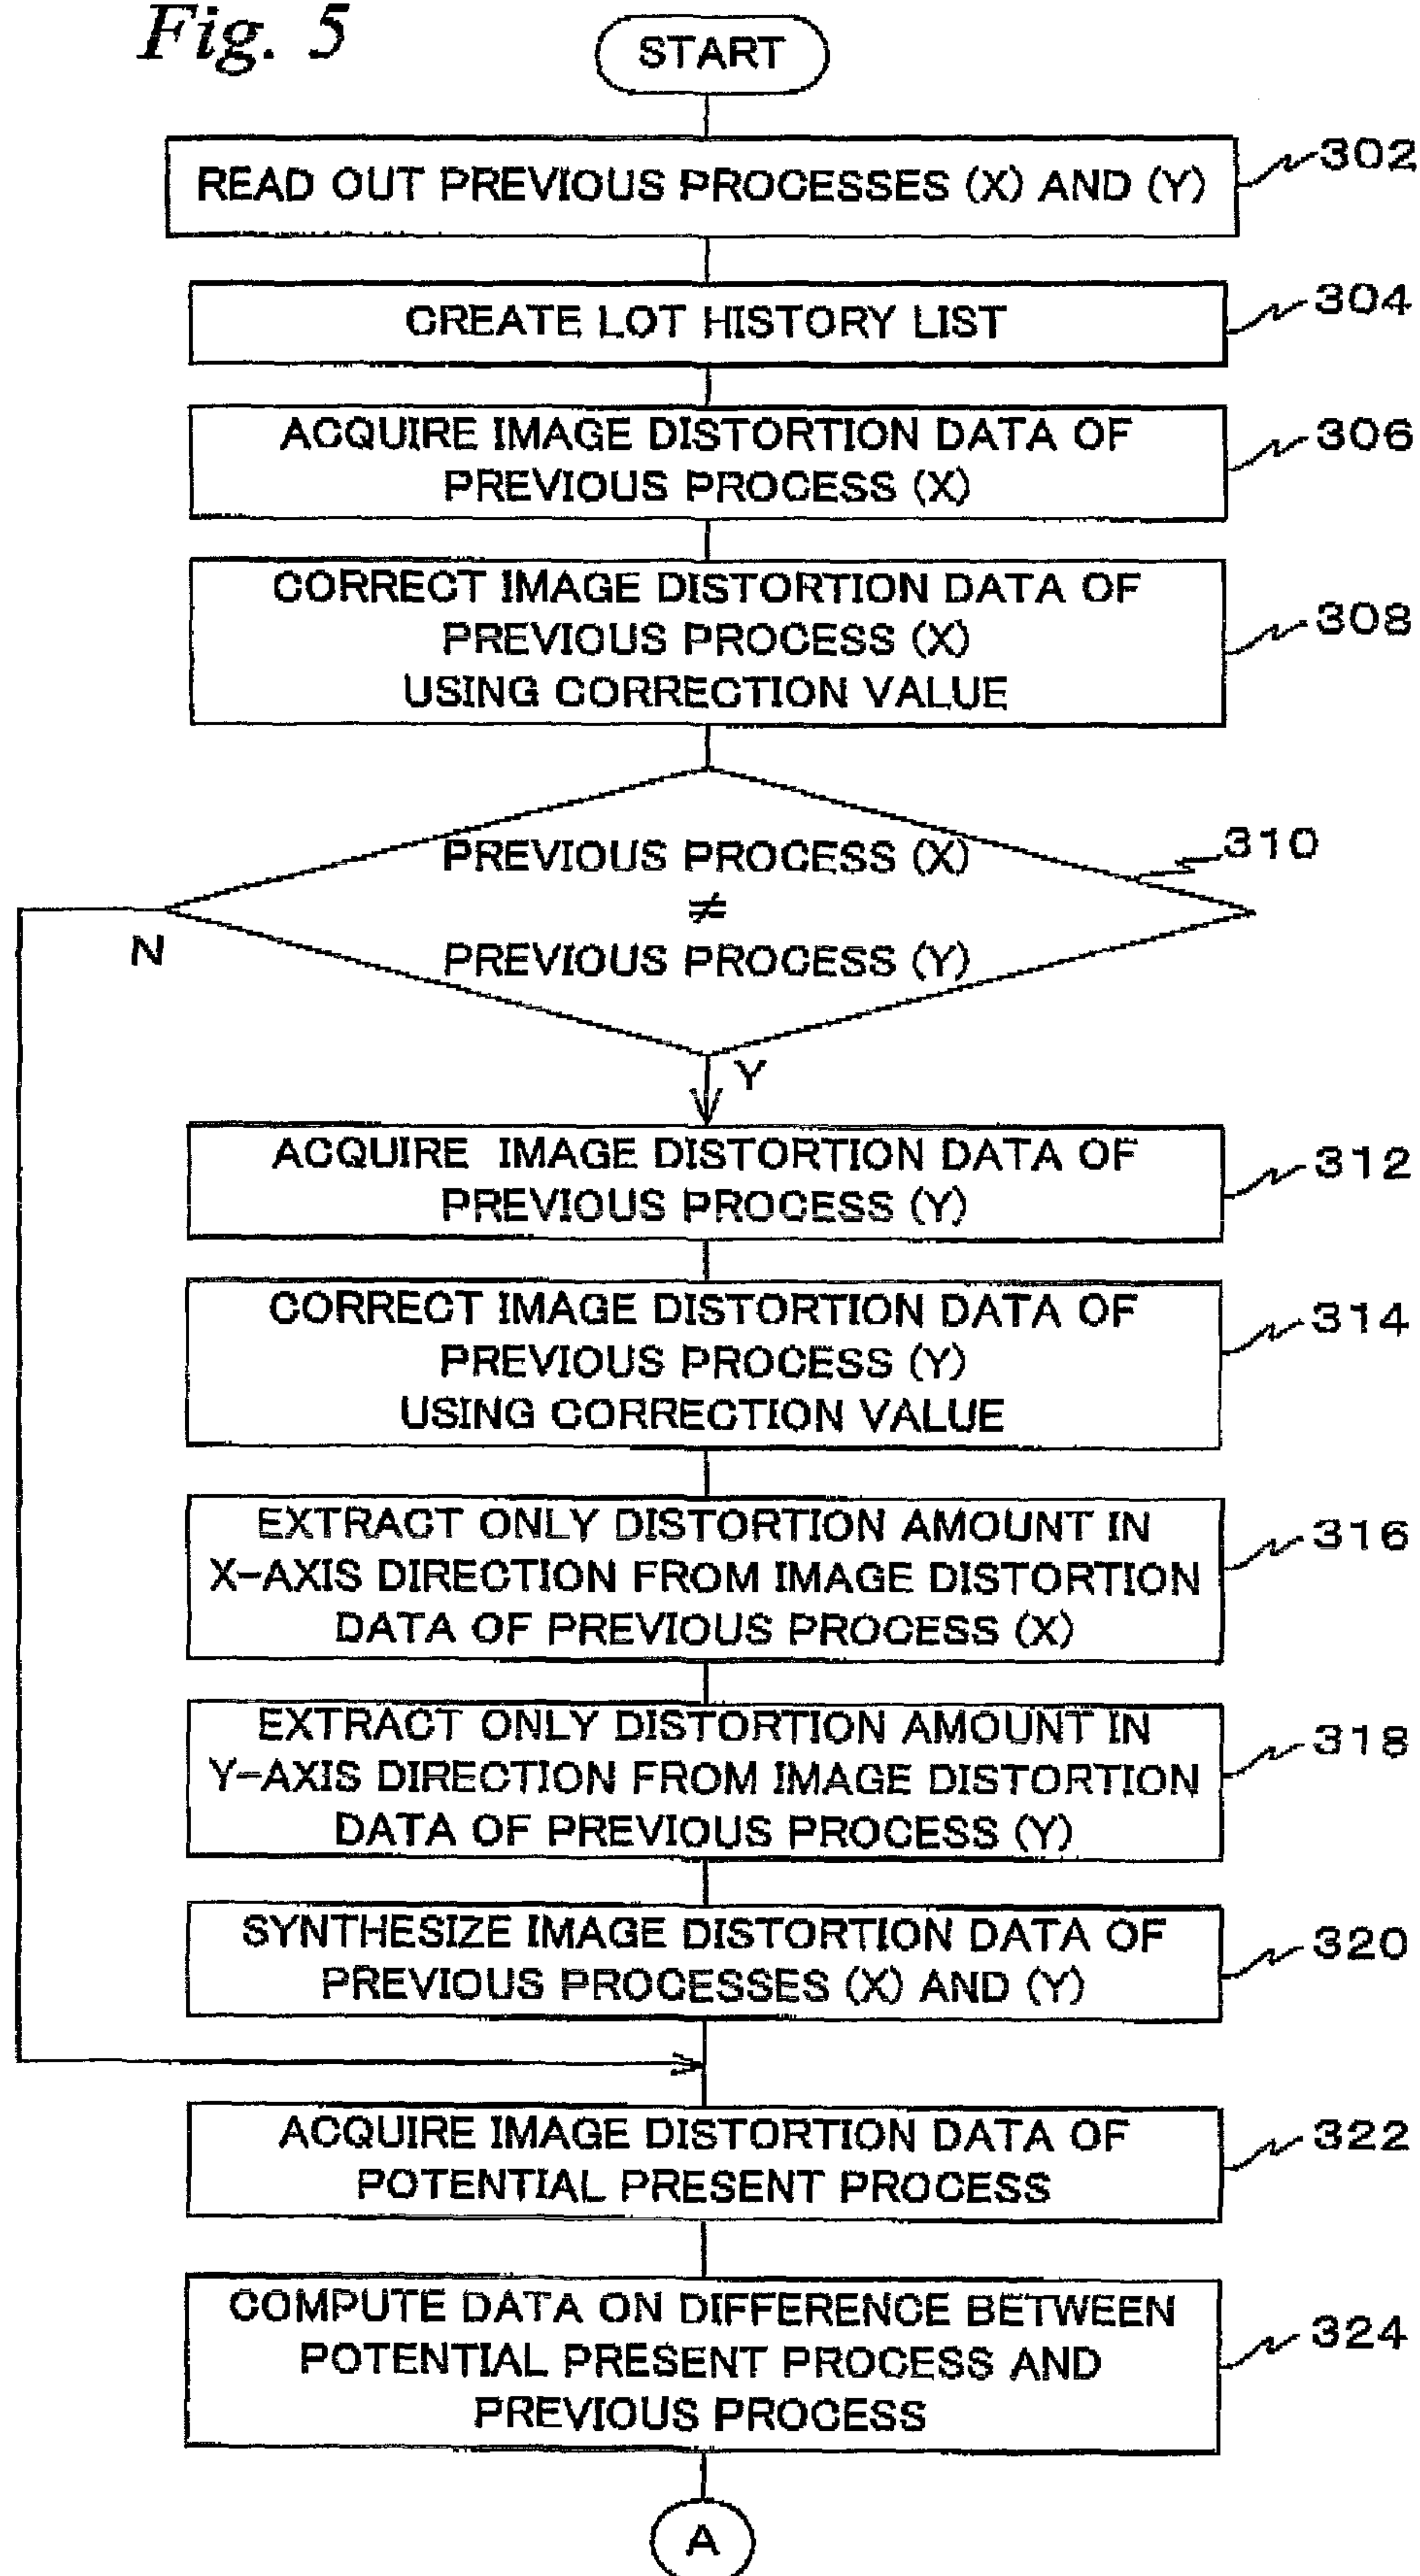 Fig. 5
START
READ OUT PREVIOUS PROCESSES (X) AND (Y)
302
CREATE LOT HISTORY LIST
304
ACQUIRE IMAGE DISTORTION DATA OF
PREVIOUS PROCESS (X)
306
CORRECT IMAGE DISTORTION DATA OF
PREVIOUS PROCESS (X)
USING CORRECTION VALUE
308
PREVIOUS PROCESS (X)
≠
PREVIOUS PROCESS (Y)
310
N
Y
ACQUIRE IMAGE DISTORTION DATA OF
PREVIOUS PROCESS (Y)
312
CORRECT IMAGE DISTORTION DATA OF
PREVIOUS PROCESS (Y)
USING CORRECTION VALUE
314
EXTRACT ONLY DISTORTION AMOUNT IN
X-AXIS DIRECTION FROM IMAGE DISTORTION
DATA OF PREVIOUS PROCESS (X)
316
EXTRACT ONLY DISTORTION AMOUNT IN
Y-AXIS DIRECTION FROM IMAGE DISTORTION
DATA OF PREVIOUS PROCESS (Y)
318
SYNTHESIZE IMAGE DISTORTION DATA OF
PREVIOUS PROCESSES (X) AND (Y)
320
ACQUIRE IMAGE DISTORTION DATA OF
POTENTIAL PRESENT PROCESS
322
COMPUTE DATA ON DIFFERENCE BETWEEN
POTENTIAL PRESENT PROCESS AND
PREVIOUS PROCESS
324
A